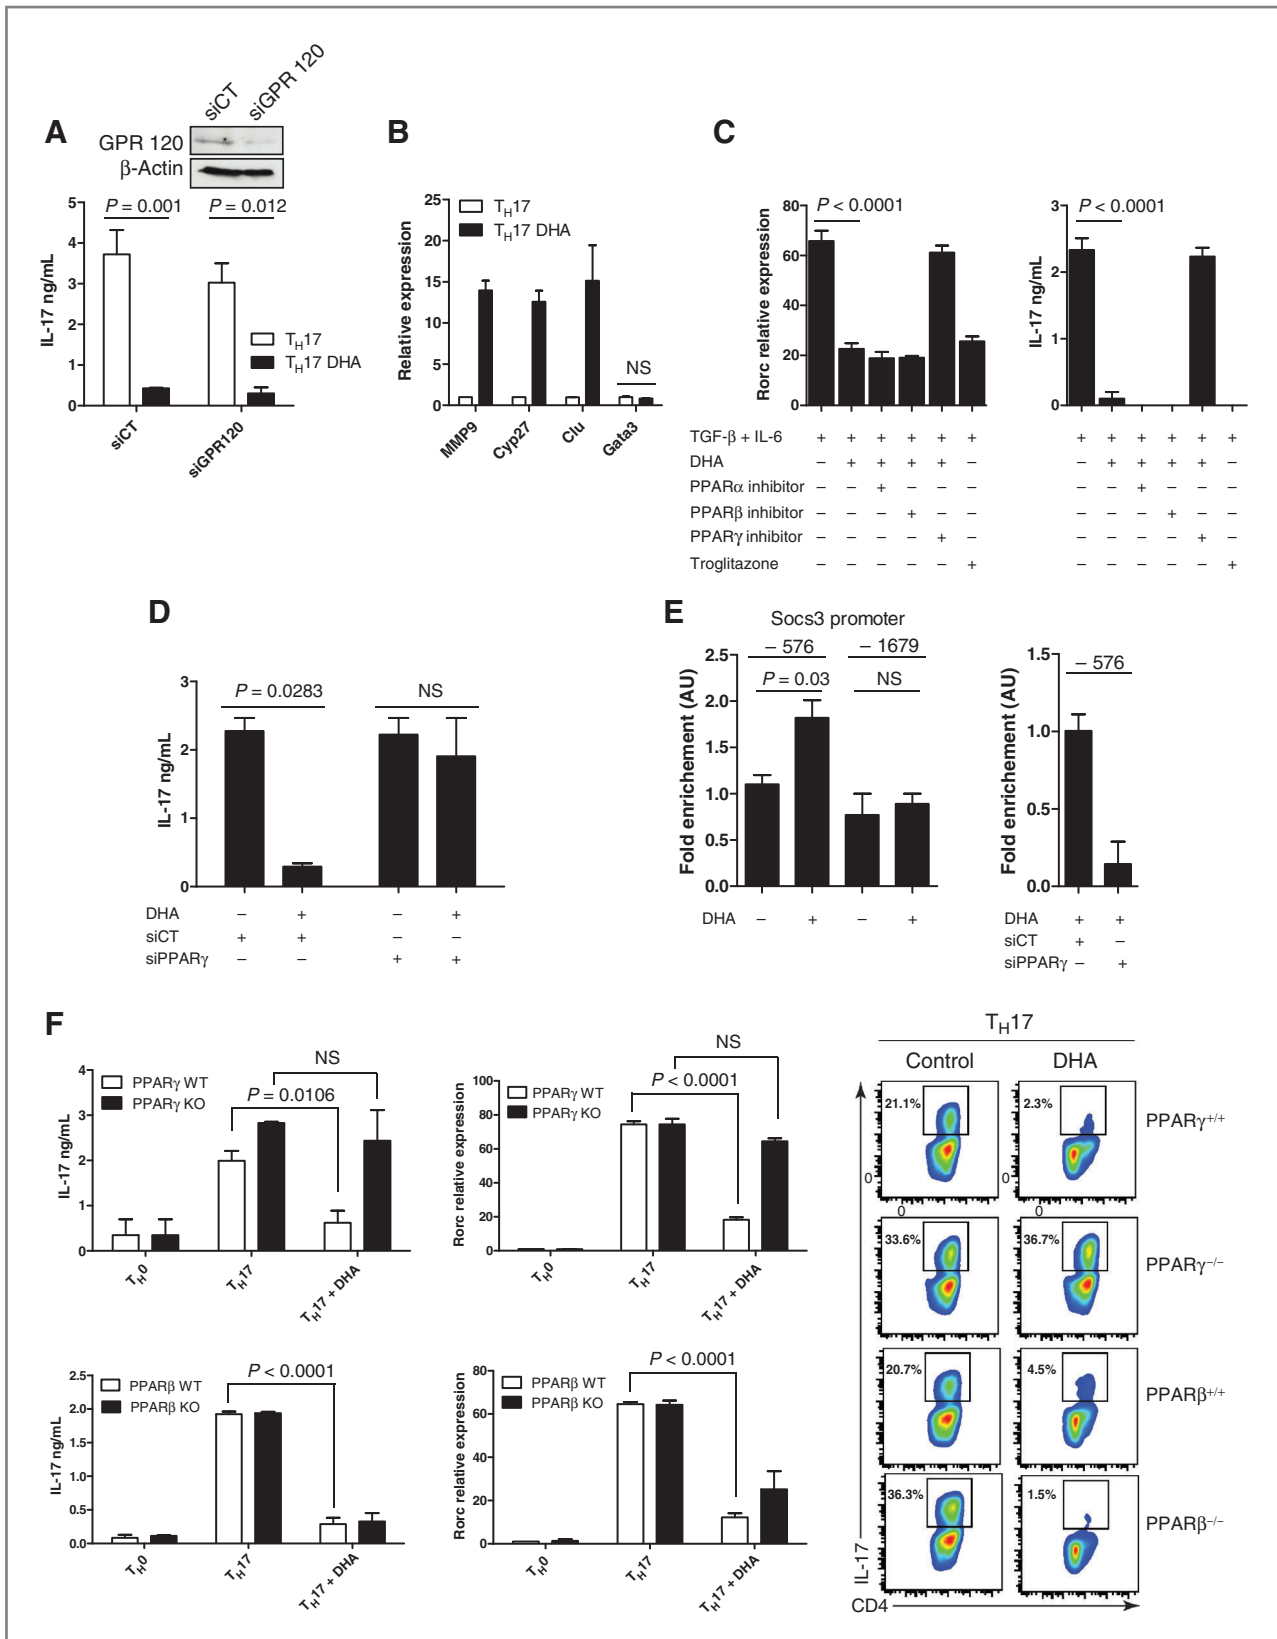 A
siCT
siGPR 120
GPR 120
β-Actin
P = 0.001
P = 0.012
5
4
3
2
1
0
IL-17 ng/mL
TH17
TH17 DHA
siCT
siGPR120
B
25
20
15
10
5
0
Relative expression
TH17
TH17 DHA
NS
MMP9
Cyp27
Clu
Gata3
C
80
60
40
20
0
Rorc relative expression
P < 0.0001
3
2
1
0
IL-17 ng/mL
P < 0.0001
TGF-β + IL-6 + + + + + + + + + + + +
DHA – + + + + – – + + + + –
PPARα inhibitor – – + – – – – – + – – –
PPARβ inhibitor – – – + – – – – – + – –
PPARγ inhibitor – – – – + – – – – – + –
Troglitazone – – – – – + – – – – – +
D
3
2
1
0
IL-17 ng/mL
P = 0.0283
NS
DHA – + – +
siCT + + – –
siPPARγ – – + +
E
Socs3 promoter
– 576
– 1679
P = 0.03
NS
2.5
2.0
1.5
1.0
0.5
0.0
Fold enrichement (AU)
DHA – + – +
1.5
1.0
0.5
0.0
Fold enrichement (AU)
– 576
DHA + +
siCT + –
siPPARγ – +
F
4
3
2
1
0
IL-17 ng/mL
PPARγ WT
PPARγ KO
NS
P = 0.0106
TH0
TH17
TH17 + DHA
100
80
60
40
20
0
Rorc relative expression
PPARγ WT
PPARγ KO
NS
P < 0.0001
TH0
TH17
TH17 + DHA
2.5
2.0
1.5
1.0
0.5
0.0
IL-17 ng/mL
PPARβ WT
PPARβ KO
P < 0.0001
TH0
TH17
TH17 + DHA
80
60
40
20
0
Rorc relative expression
PPARβ WT
PPARβ KO
P < 0.0001
TH0
TH17
TH17 + DHA
TH17
Control
DHA
21.1%
2.3%
PPARγ+/+
0
0
0
0
33.6%
36.7%
PPARγ−/−
20.7%
4.5%
PPARβ+/+
36.3%
1.5%
PPARβ−/−
IL-17
CD4